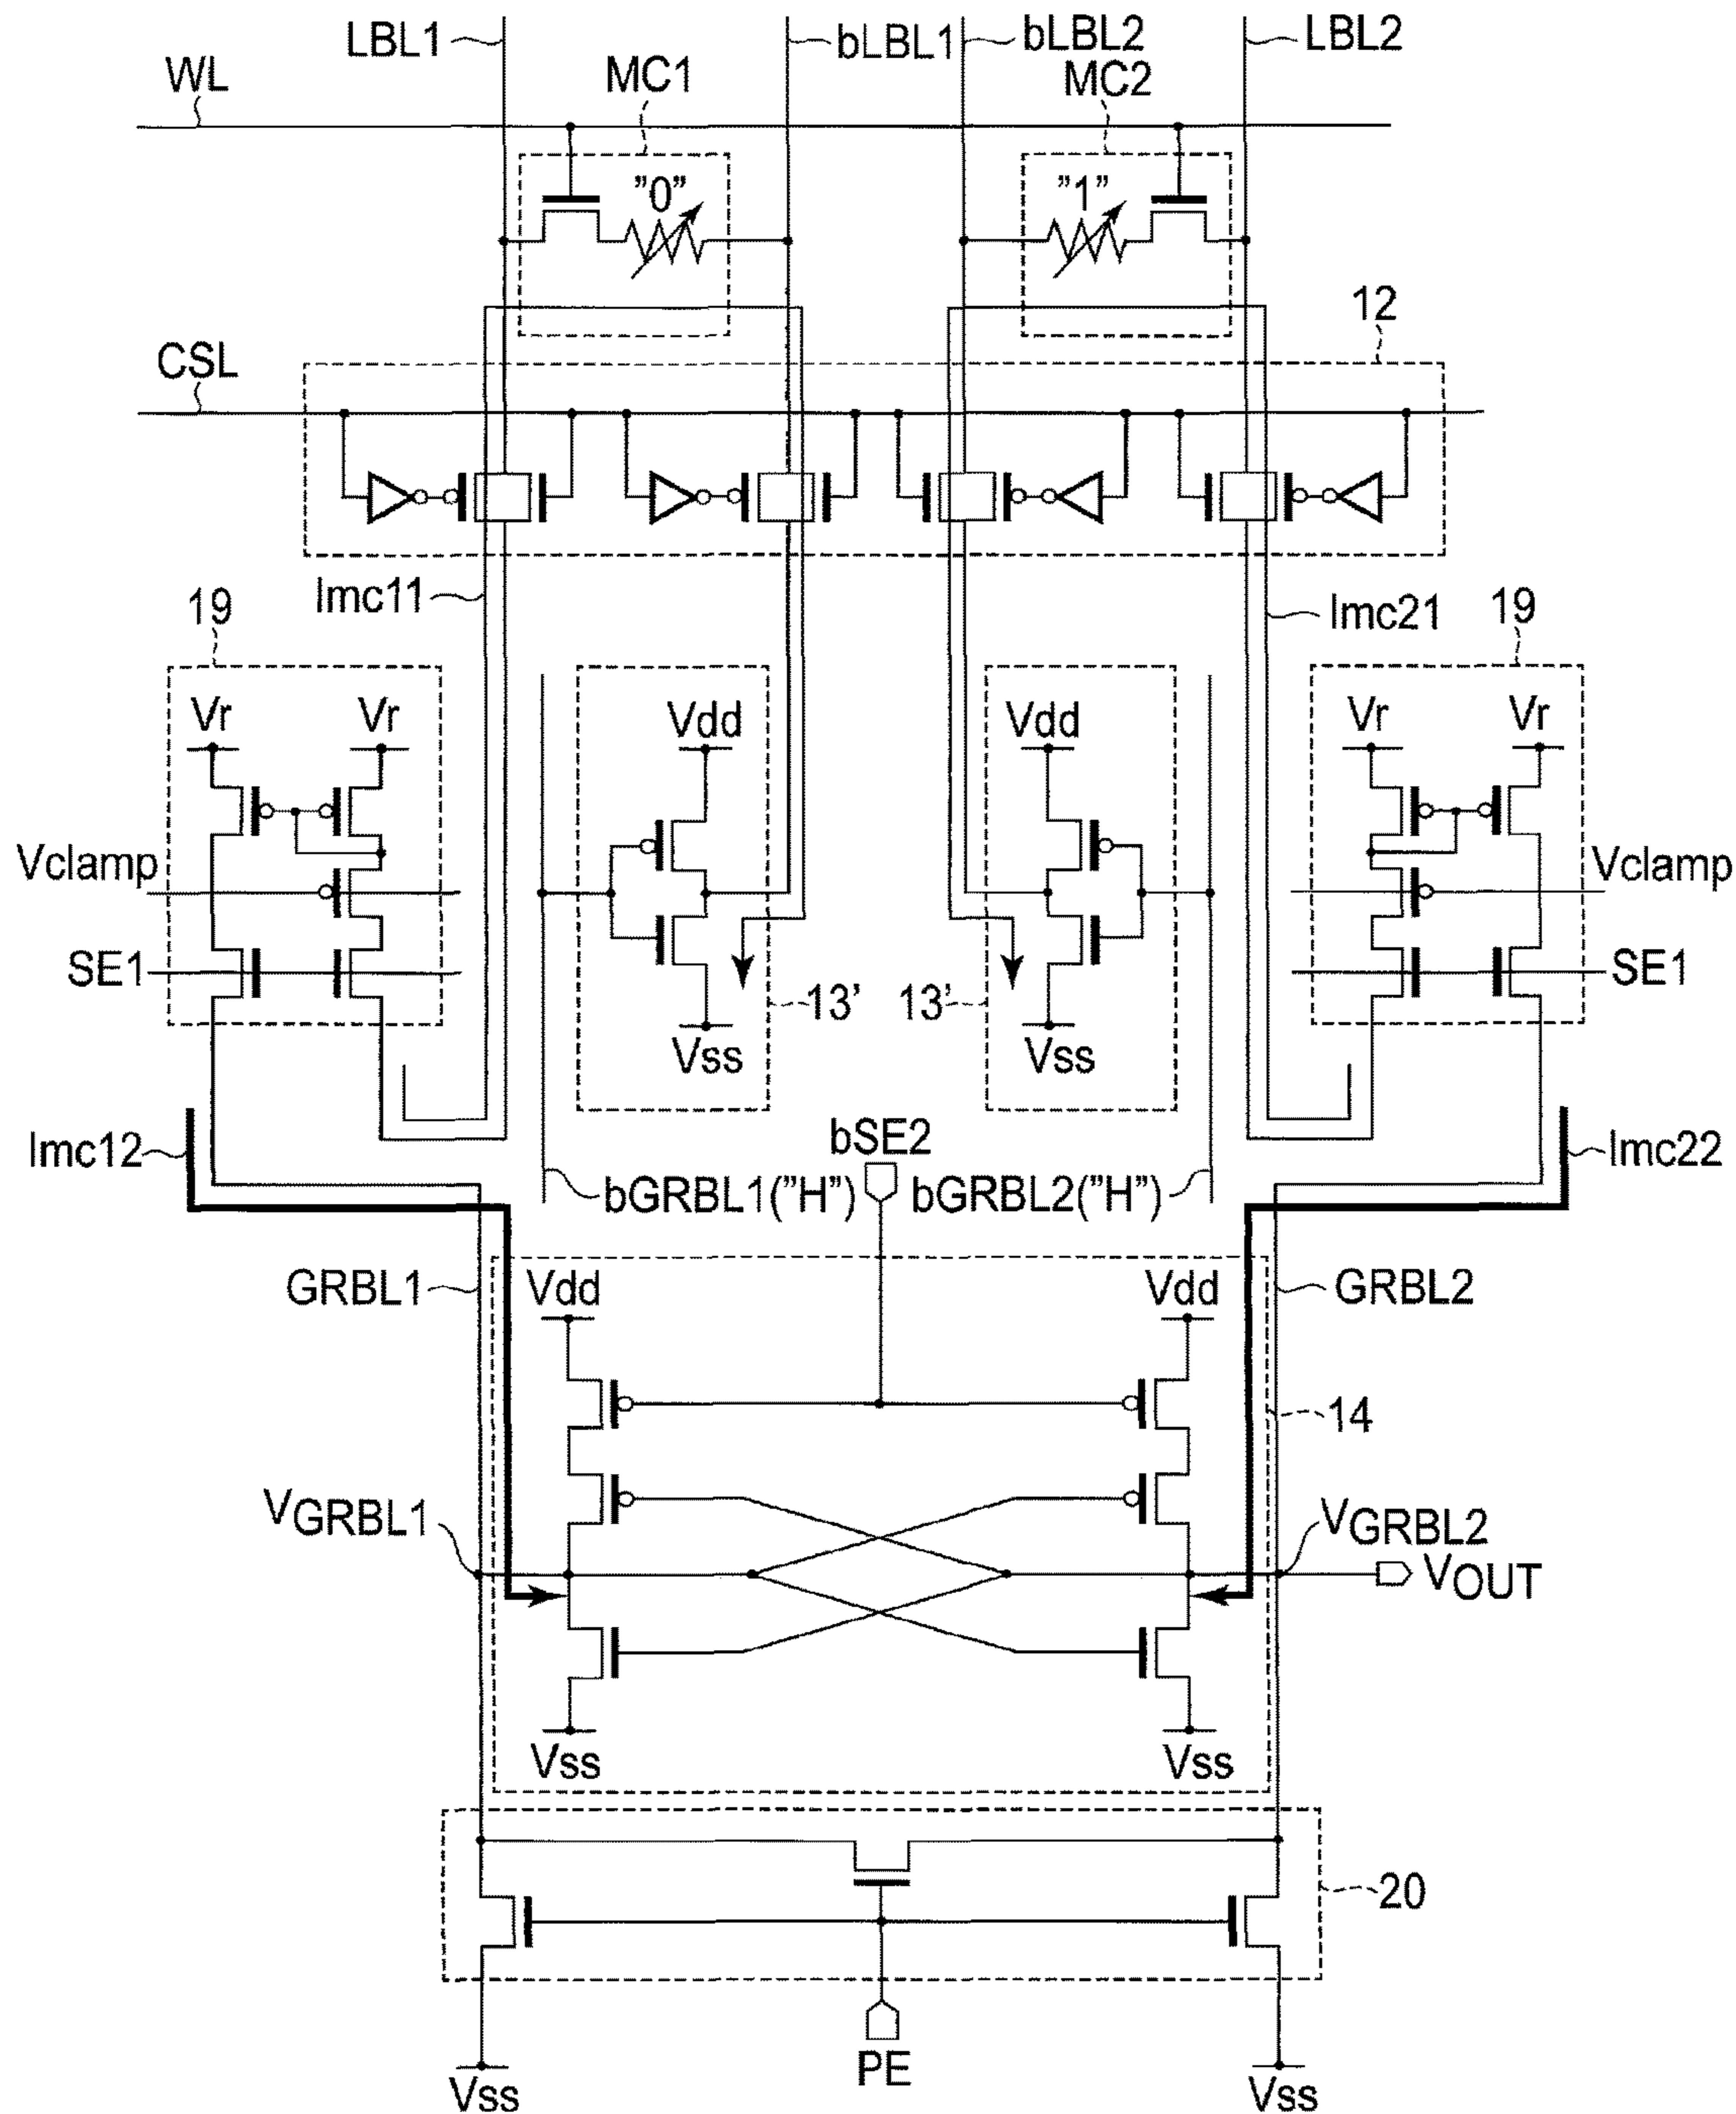 LBL1 bLBL1 bLBL2 LBL2
WL MC1 MC2
”0” ”1”
12
CSL
Imc11 Imc21
19 19
Vr Vr Vdd Vdd Vr Vr
Vclamp Vclamp
SE1 SE1
13’ 13’
Vss Vss
Imc12 bSE2 Imc22
bGRBL1(”H”) bGRBL2(”H”)
GRBL1 Vdd Vdd GRBL2
14
VGRBL1 VGRBL2
VOUT
Vss Vss
20
PE
Vss Vss